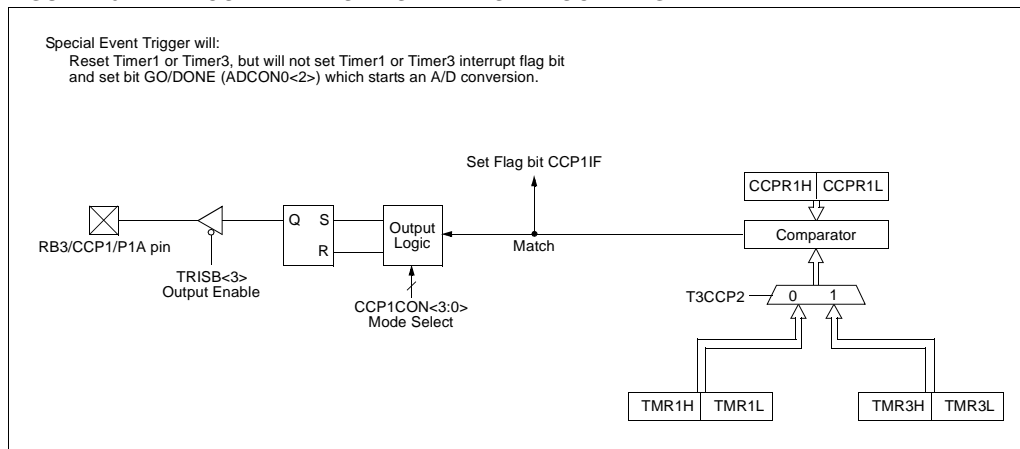 Special Event Trigger will:
Reset Timer1 or Timer3, but will not set Timer1 or Timer3 interrupt flag bit
and set bit GO/DONE (ADCON0<2>) which starts an A/D conversion.
Set Flag bit CCP1IF
CCPR1H CCPR1L
Q S
R
Output
Logic
Match
Comparator
RB3/CCP1/P1A pin
TRISB<3>
Output Enable
CCP1CON<3:0>
Mode Select
T3CCP2
0 1
TMR1H TMR1L
TMR3H TMR3L